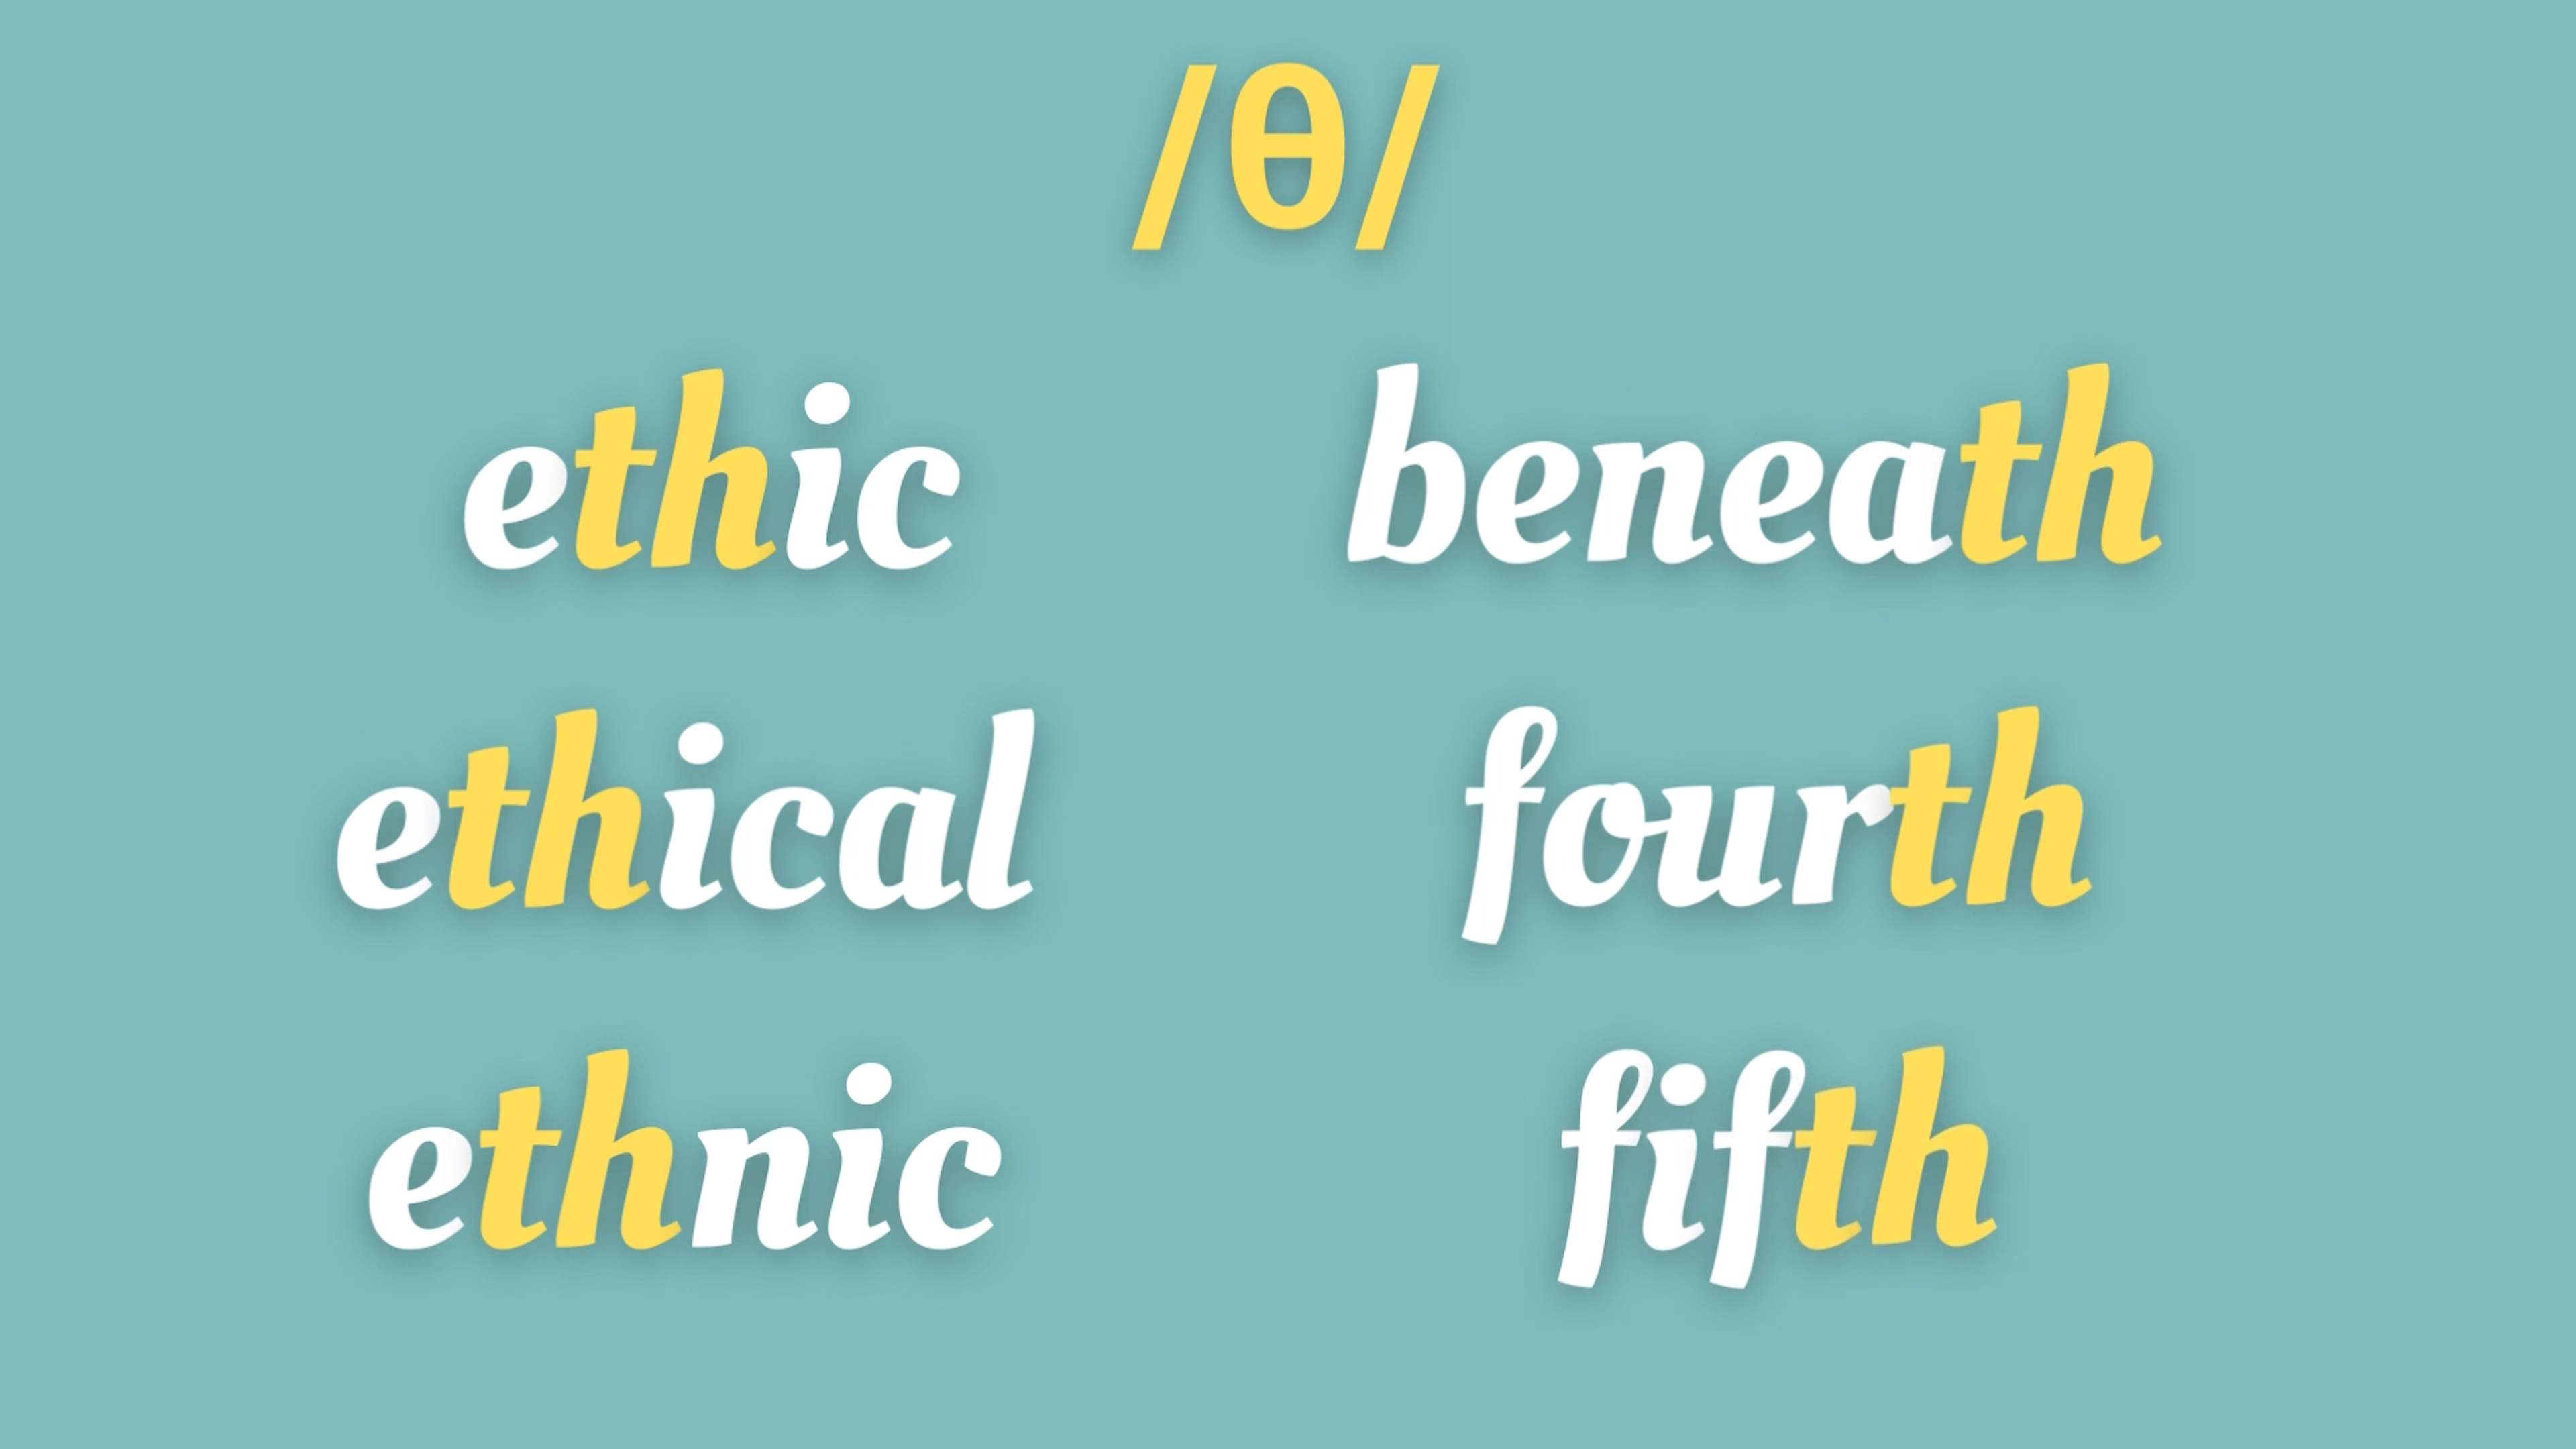 /θ/
ethic
beneath
ethical
fourth
ethnic
fifth